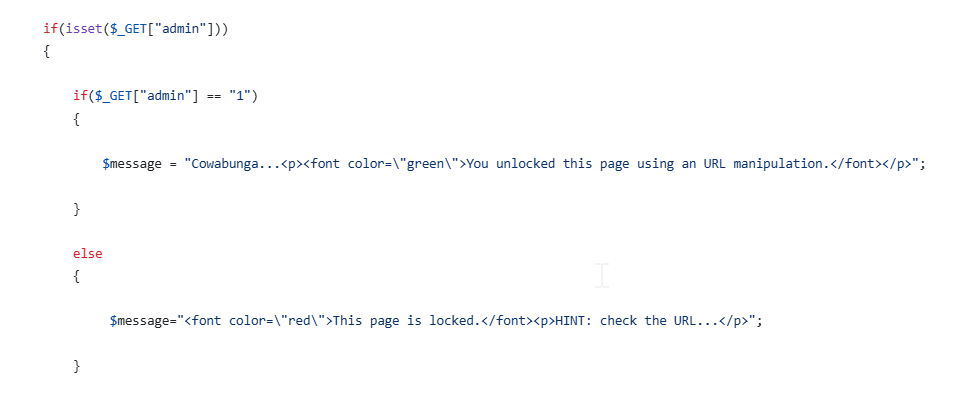 if(isset($_GET["admin"]))
{
if($_GET["admin"] == "1")
{
$message = "Cowabunga...<p><font color=\"green\">You unlocked this page using an URL manipulation.</font></p>";
}
else
{
$message="<font color=\"red\">This page is locked.</font><p>HINT: check the URL...</p>";
}